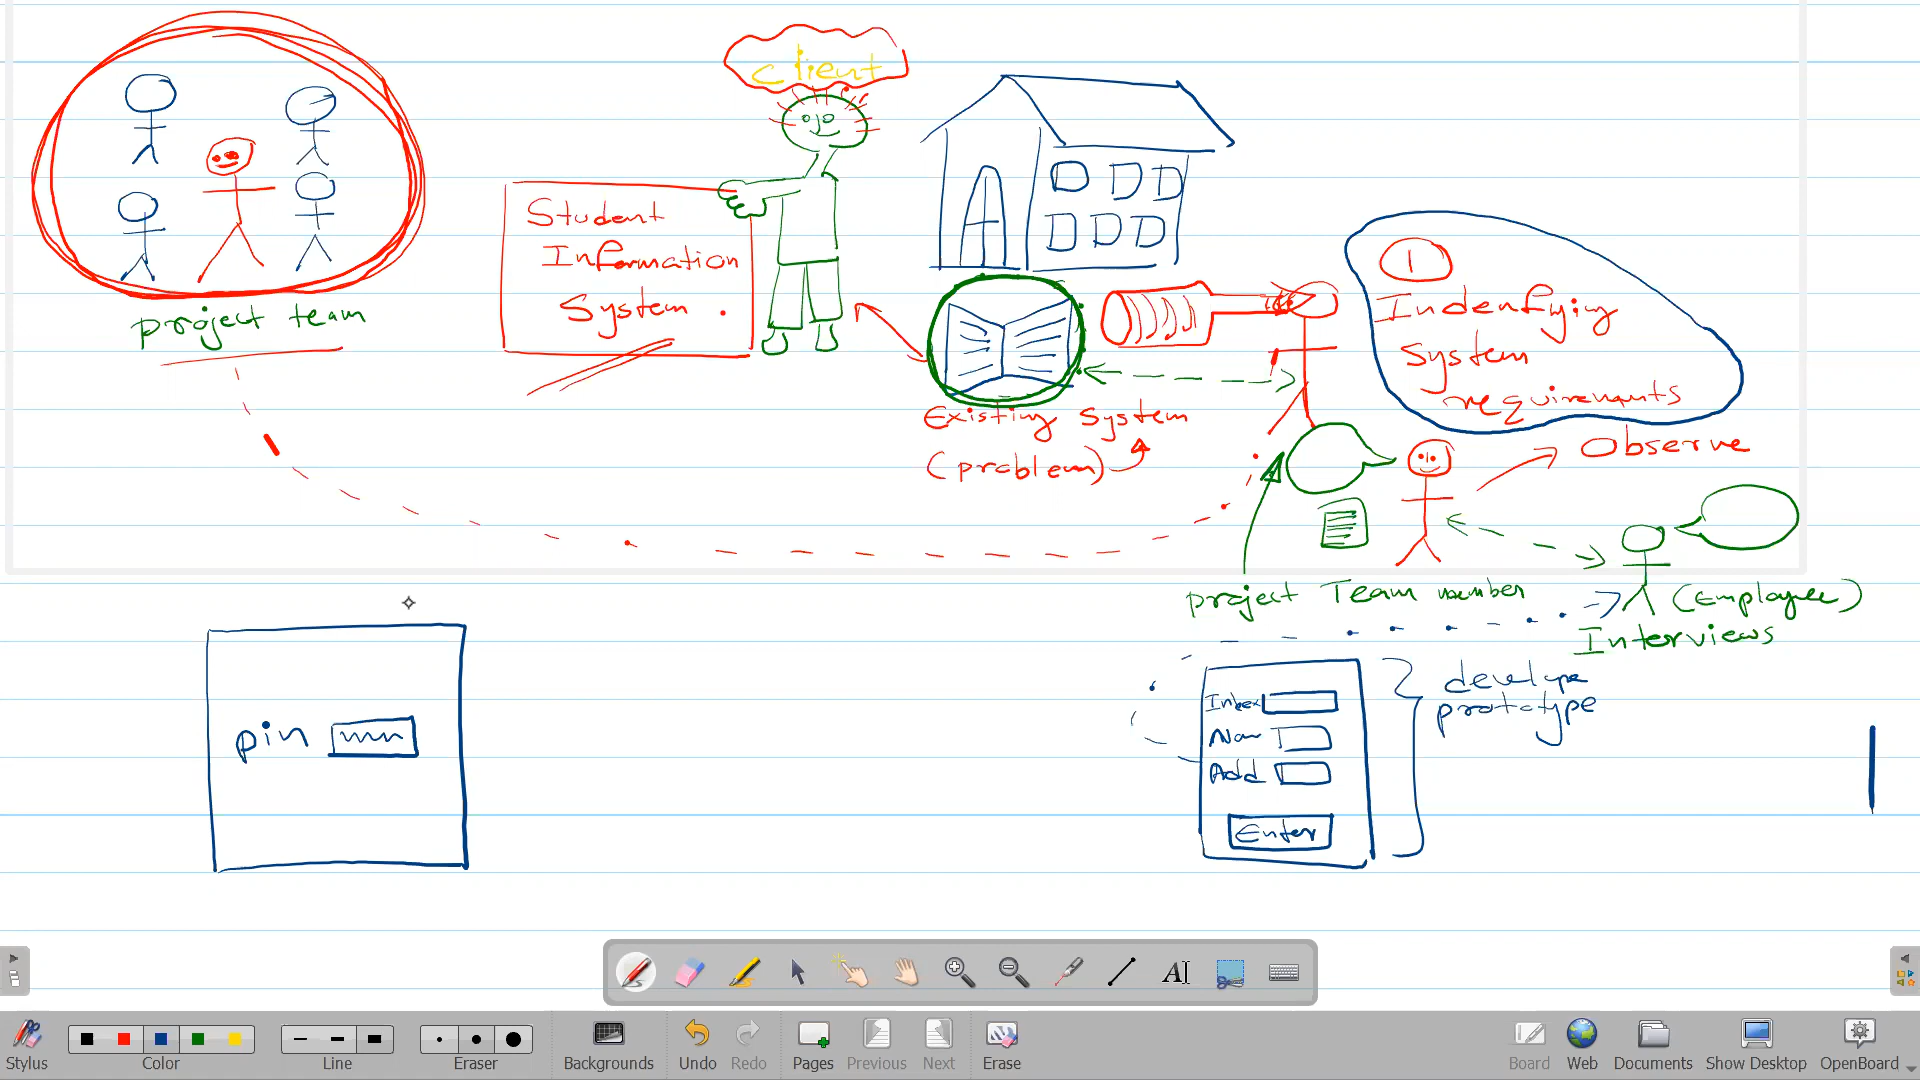 client
Student
Information
System
project team
1
Indenfying
System
requirements
Existing System
(problem)
Observe
project Team member
(Employee)
Interviews
develope
prototype
Index
Nam
Add
Enter
pin
Stylus
Color
Line
Eraser
Backgrounds
Undo
Redo
Pages
Previous
Next
Erase
Board
Web
Documents
Show Desktop
OpenBoard